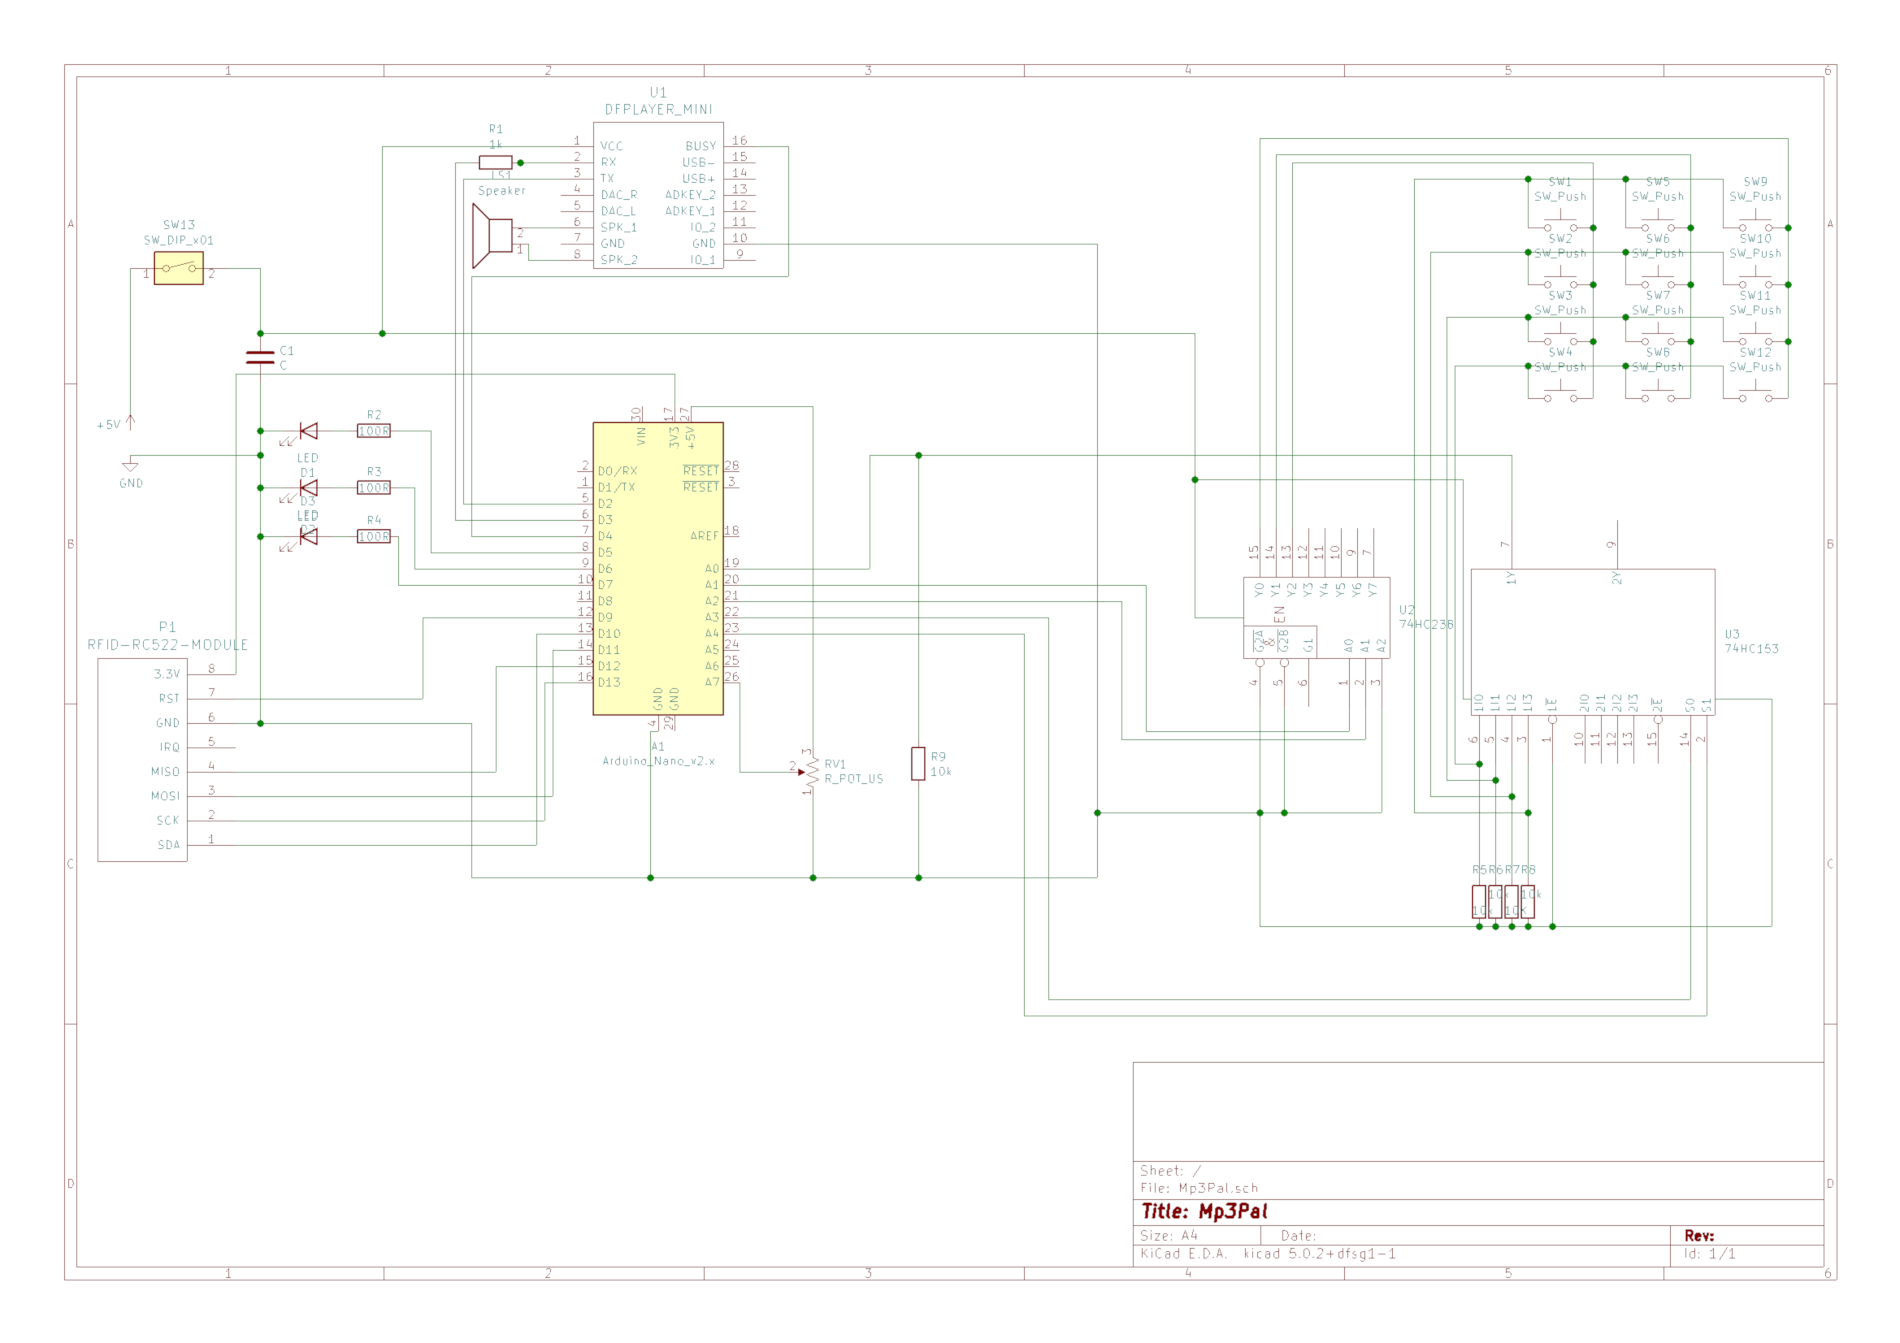 1 2 3 4 5 6
U1
DFPLAYER_MINI
1 VCC BUSY 16
2 RX USB- 15
3 TX USB+ 14
4 DAC_R ADKEY_2 13
5 DAC_L ADKEY_1 12
6 SPK_1 IO_2 11
7 GND GND 10
8 SPK_2 IO_1 9
R1
1k
LS1
Speaker
2
1
A
SW13
SW_DIP_x01
1 2
C1
C
+5V
GND
R2
100R
LED
D1
R3
100R
D3
LED
LED
D2
R4
100R
B
30 17 27
VIN 3V3 +5V
2 D0/RX RESET 28
1 D1/TX RESET 3
5 D2
6 D3
7 D4 AREF 18
8 D5
9 D6 A0 19
10 D7 A1 20
11 D8 A2 21
12 D9 A3 22
13 D10 A4 23
14 D11 A5 24
15 D12 A6 25
16 D13 A7 26
GND GND
4 29
A1
Arduino_Nano_v2.x
P1
RFID-RC522-MODULE
3.3V 8
RST 7
GND 6
IRQ 5
MISO 4
MOSI 3
SCK 2
SDA 1
C
3
2
1
RV1
R_POT_US
R9
10k
SW1 SW5 SW9
SW_Push SW_Push SW_Push
SW2 SW6 SW10
SW_Push SW_Push SW_Push
SW3 SW7 SW11
SW_Push SW_Push SW_Push
SW4 SW8 SW12
SW_Push SW_Push SW_Push
A
15 14 13 12 11 10 9 7
Y0 Y1 Y2 Y3 Y4 Y5 Y6 Y7
EN
&
G2A G2B G1 A0 A1 A2
4 5 6 1 2 3
U2
74HC238
B
7 9
1Y 2Y
U3
74HC153
1I0 1I1 1I2 1I3 1E 2I0 2I1 2I2 2I3 2E S0 S1
6 5 4 3 1 10 11 12 13 15 14 2
R5 R6 R7 R8
10k 10k
10k 10K
C
D
Sheet: /
File: Mp3Pal.sch
Title: Mp3Pal
Size: A4 Date: Rev:
KiCad E.D.A. kicad 5.0.2+dfsg1-1 Id: 1/1
D
1 2 3 4 5 6